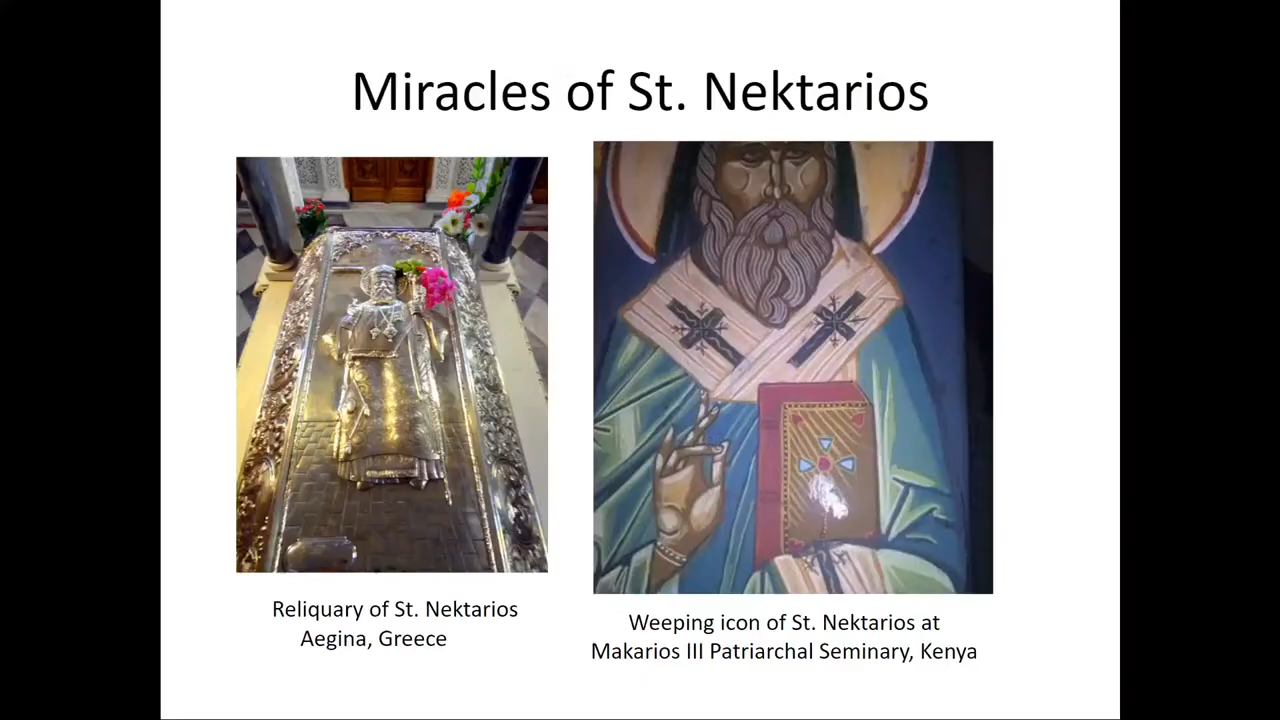 Miracles of St. Nektarios
Reliquary of St. Nektarios
Aegina, Greece
Weeping icon of St. Nektarios at
Makarios III Patriarchal Seminary, Kenya